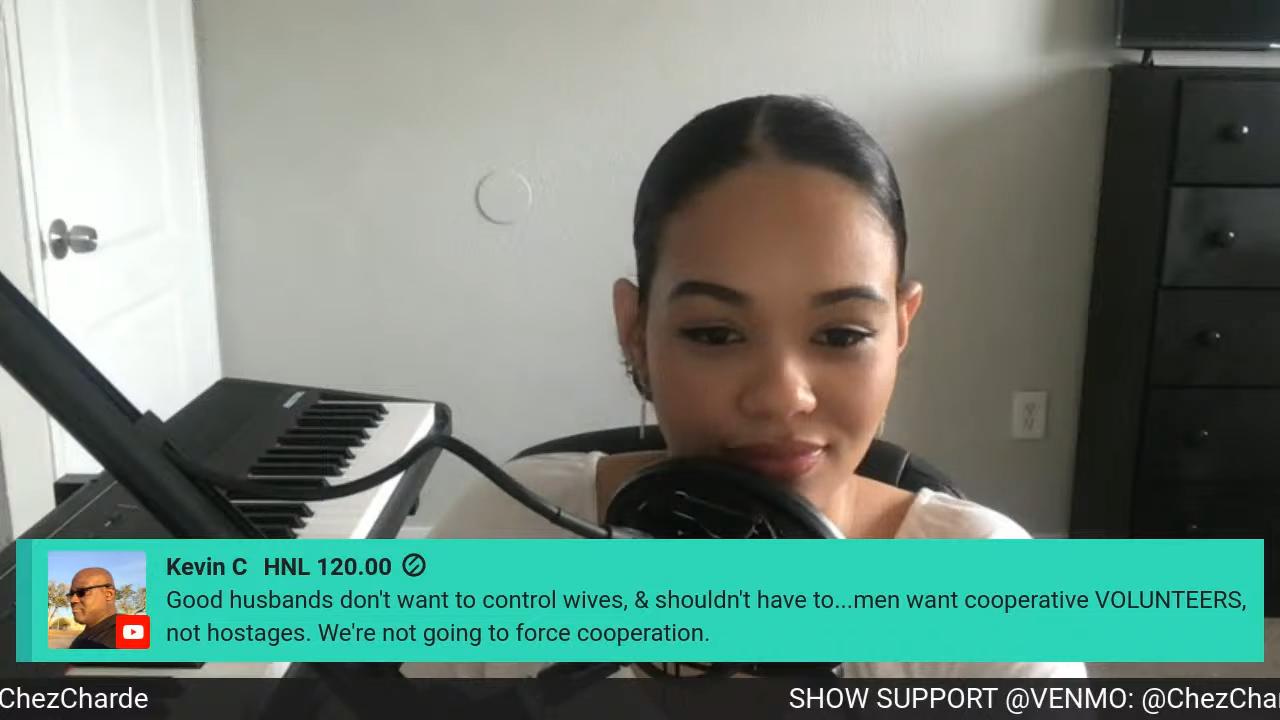 Kevin C HNL 120.00
Good husbands don't want to control wives, & shouldn't have to...men want cooperative VOLUNTEERS,
not hostages. We're not going to force cooperation.
ChezCharde SHOW SUPPORT @VENMO: @ChezChar